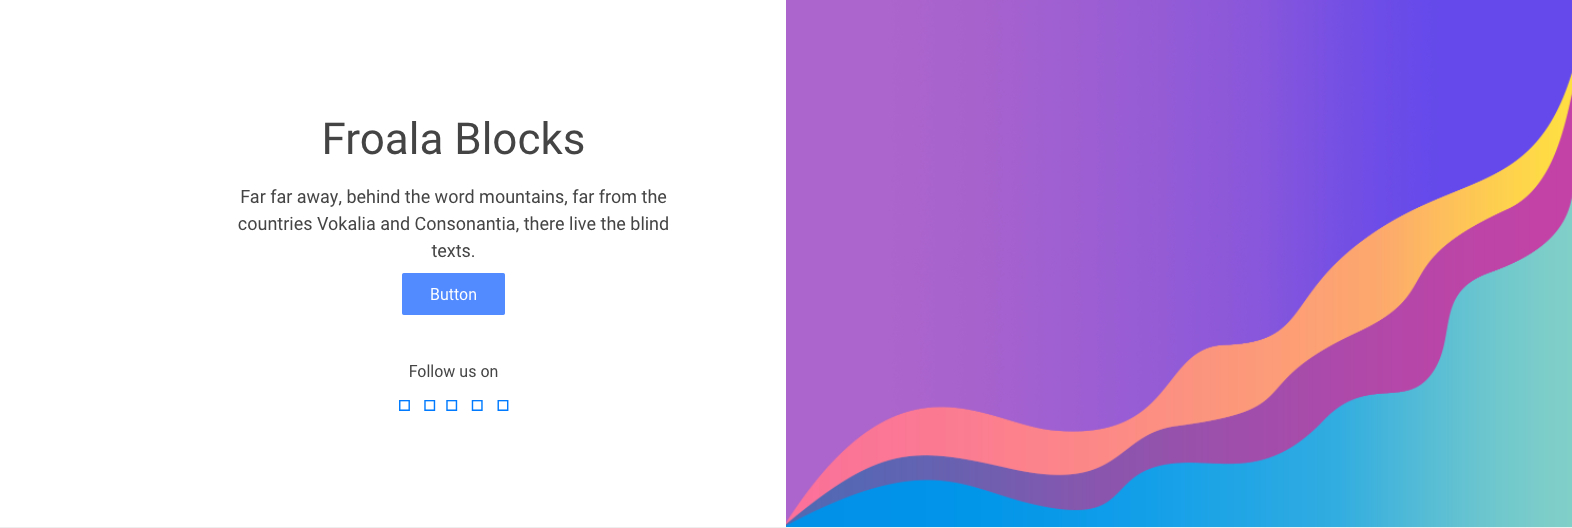 Froala Blocks
Far far away, behind the word mountains, far from the
countries Vokalia and Consonantia, there live the blind
texts.
Button
Follow us on